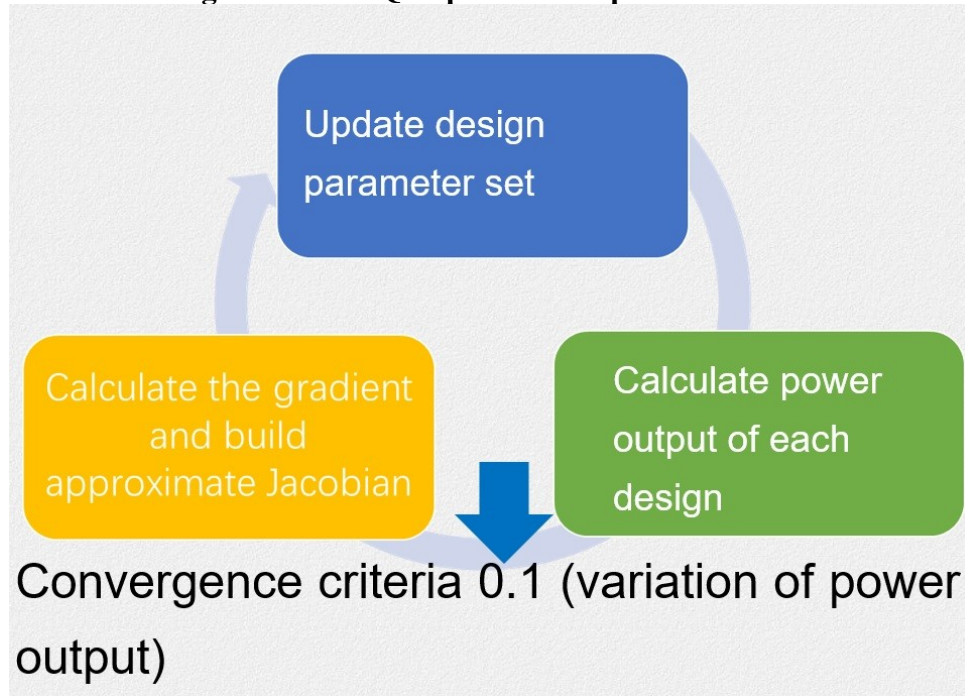 Update design
parameter set
Calculate the gradient
and build
approximate Jacobian
Calculate power
output of each
design
Convergence criteria 0.1 (variation of power
output)